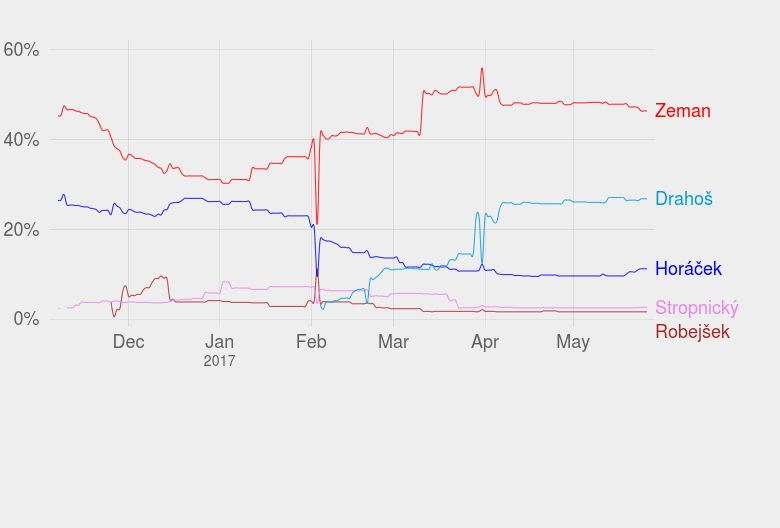 60%
Zeman
40%
Drahoš
20%
Horáček
Stropnický
0%
Robejšek
Dec Jan Feb Mar Apr May
2017